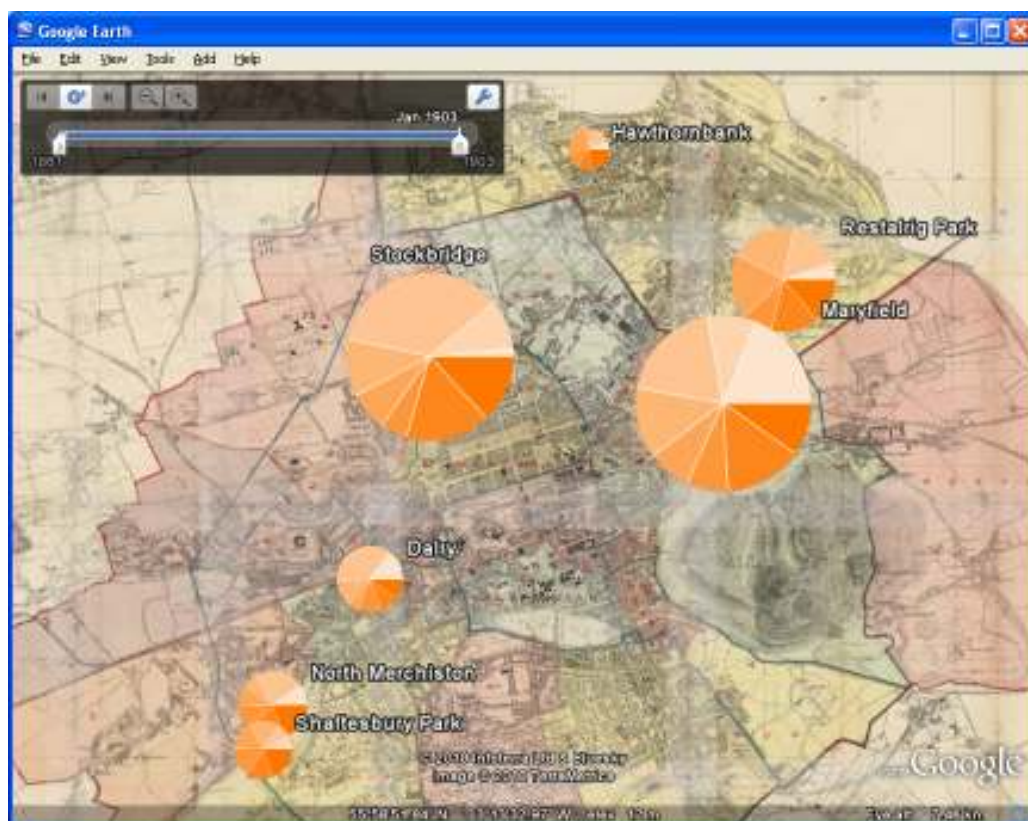 Google Earth
File Edit View Tools Add Help
Jan 1903
1903
Hawthornbank
Restalrig Park
Stockbridge
Maryfield
Dalry
North Merchiston
Shaftesbury Park
Google